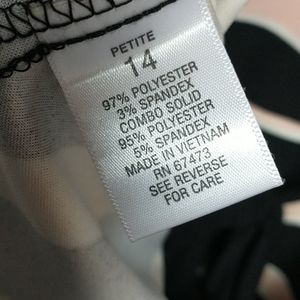 PETITE
14
97% POLYESTER
3% SPANDEX
COMBO SOLID
95% POLYESTER
5% SPANDEX
MADE IN VIETNAM
RN 67473
SEE REVERSE
FOR CARE